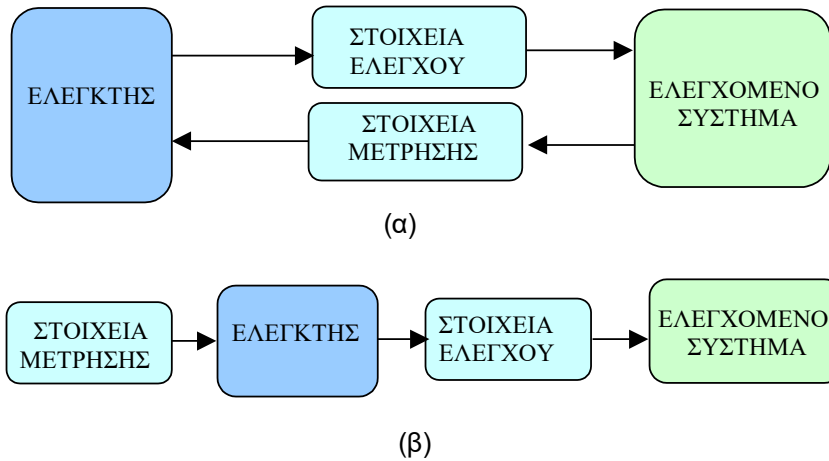 ΕΛΕΓΚΤΗΣ
ΣΤΟΙΧΕΙΑ
ΕΛΕΓΧΟΥ
ΣΤΟΙΧΕΙΑ
ΜΕΤΡΗΣΗΣ
ΕΛΕΓΧΟΜΕΝΟ
ΣΥΣΤΗΜΑ
(α)
ΣΤΟΙΧΕΙΑ
ΜΕΤΡΗΣΗΣ
ΕΛΕΓΚΤΗΣ
ΣΤΟΙΧΕΙΑ
ΕΛΕΓΧΟΥ
ΕΛΕΓΧΟΜΕΝΟ
ΣΥΣΤΗΜΑ
(β)